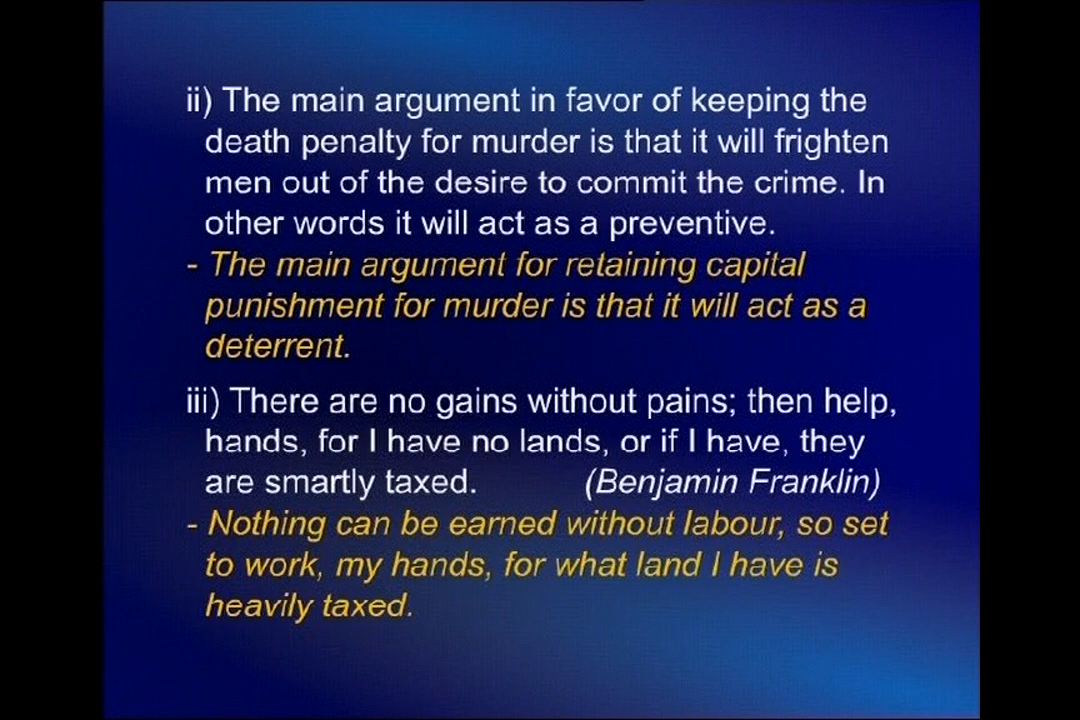 ii) The main argument in favor of keeping the
death penalty for murder is that it will frighten
men out of the desire to commit the crime. In
other words it will act as a preventive.
- The main argument for retaining capital
punishment for murder is that it will act as a
deterrent.
iii) There are no gains without pains; then help,
hands, for I have no lands, or if I have, they
are smartly taxed. (Benjamin Franklin)
- Nothing can be earned without labour, so set
to work, my hands, for what land I have is
heavily taxed.